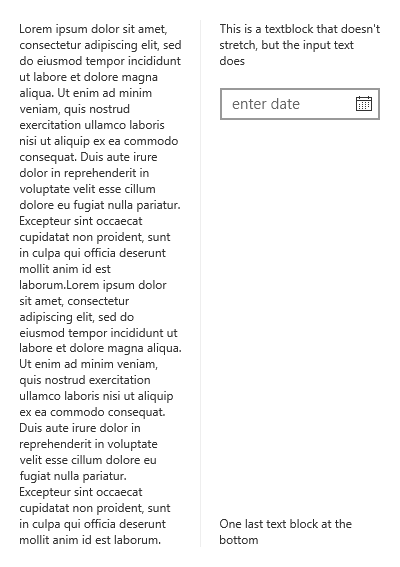 Lorem ipsum dolor sit amet,
consectetur adipiscing elit, sed
do eiusmod tempor incididunt
ut labore et dolore magna
aliqua. Ut enim ad minim
veniam, quis nostrud
exercitation ullamco laboris
nisi ut aliquip ex ea commodo
consequat. Duis aute irure
dolor in reprehenderit in
voluptate velit esse cillum
dolore eu fugiat nulla pariatur.
Excepteur sint occaecat
cupidatat non proident, sunt
in culpa qui officia deserunt
mollit anim id est
laborum.Lorem ipsum dolor
sit amet, consectetur
adipiscing elit, sed do
eiusmod tempor incididunt ut
labore et dolore magna aliqua.
Ut enim ad minim veniam,
quis nostrud exercitation
ullamco laboris nisi ut aliquip
ex ea commodo consequat.
Duis aute irure dolor in
reprehenderit in voluptate
velit esse cillum dolore eu
fugiat nulla pariatur.
Excepteur sint occaecat
cupidatat non proident, sunt
in culpa qui officia deserunt
mollit anim id est laborum.
This is a textblock that doesn't
stretch, but the input text
does
enter date
One last text block at the
bottom